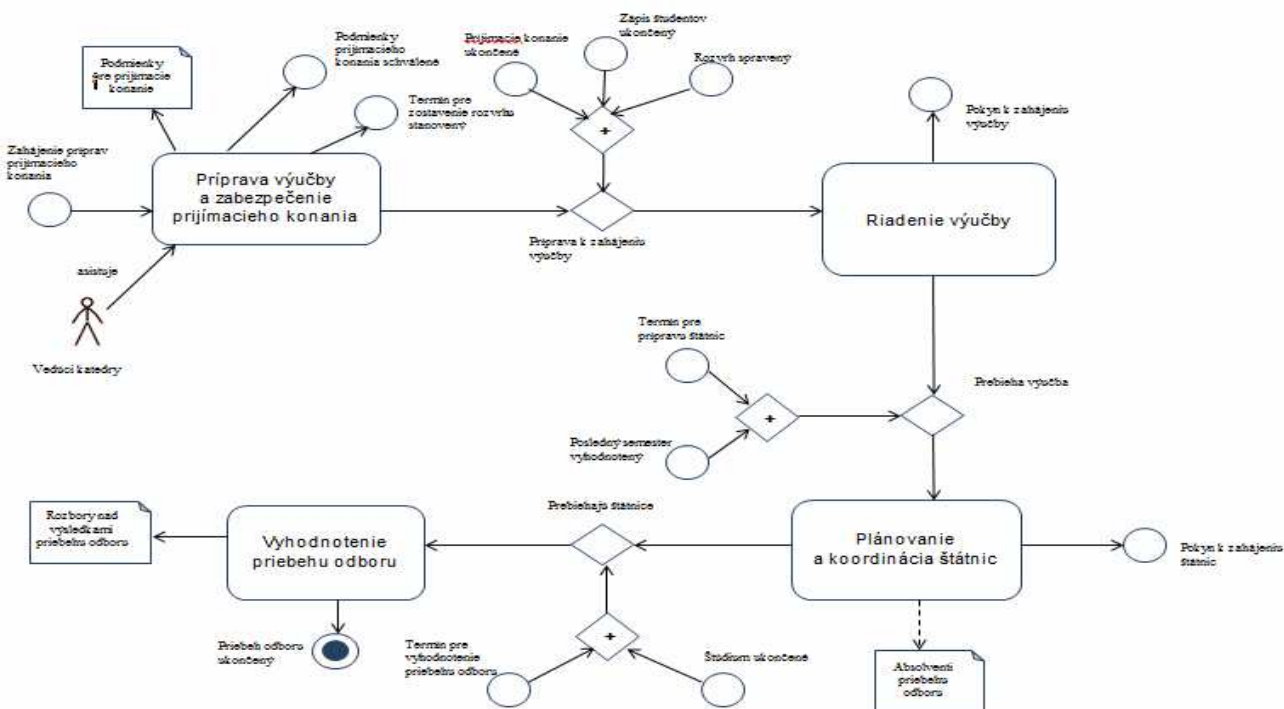 Podmienky
pre prijímacie
konanie
Podmienky
prijímacieho
konania schválené
Termín pre
zostavenie rozvrhu
stanovený
Prijímacie konanie
ukončené
Zápis študentov
ukončený
Rozvrh spravený
+
Pokyn k zahájeniu
výučby
Zahájenie príprav
prijímacieho
konania
Príprava výučby
a zabezpečenie
prijímacieho konania
Príprava k zahájeniu
výučby
Riadenie výučby
asistuje
Vedúci katedry
Termín pre
prípravu štátnic
+
Posledný semester
vyhodnotený
Prebieha výučba
Rozbory nad
výsledkami
priebehu odboru
Vyhodnotenie
priebehu odboru
Prebiehajú štátnice
Plánovanie
a koordinácia štátnic
Pokyn k zahájeniu
štátnic
Priebeh odboru
ukončený
Termín pre
vyhodnotenie
priebehu odboru
+
Štúdium ukončené
Absolventi
priebehu
odboru